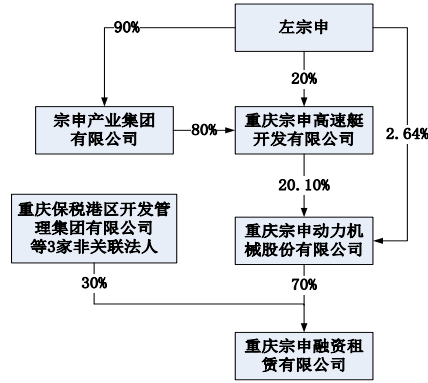 90%
左宗申
20%
宗申产业集团
有限公司
80%
重庆宗申高速艇
开发有限公司
2.64%
20.10%
重庆保税港区开发管
理集团有限公司
等3家非关联法人
重庆宗申动力机
械股份有限公司
30%
70%
重庆宗申融资租
赁有限公司